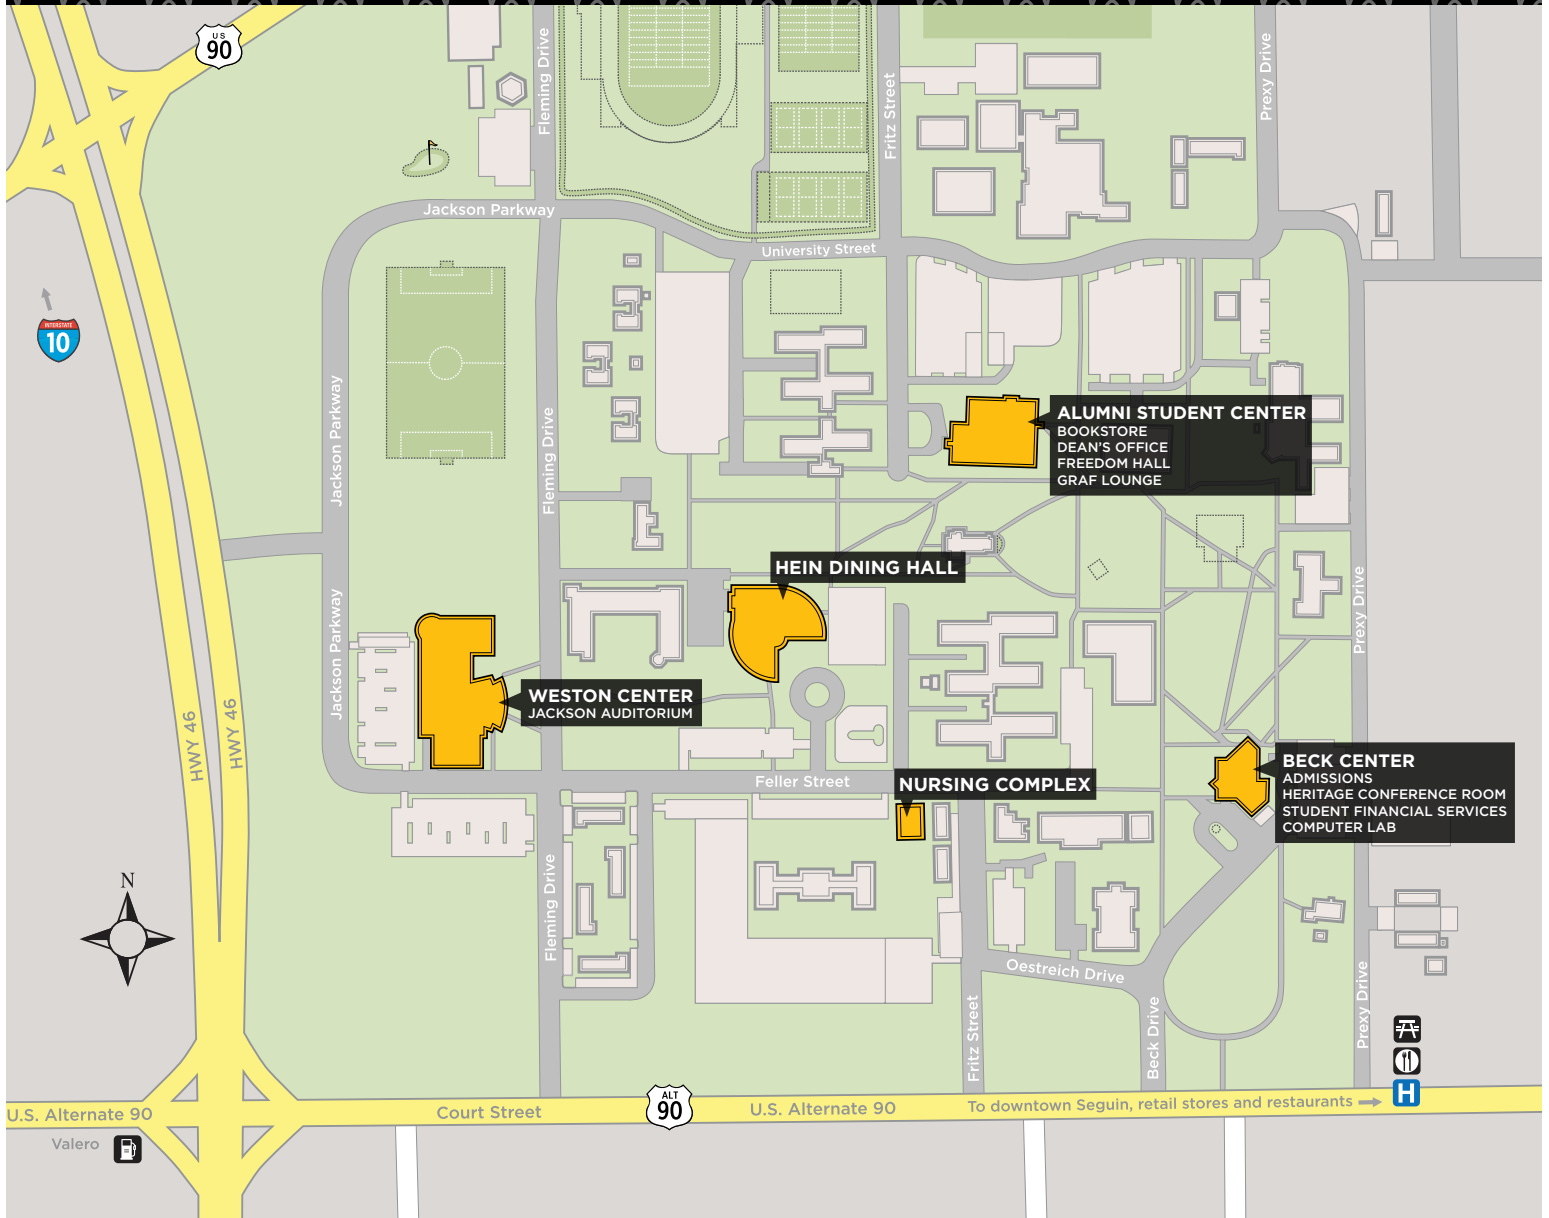 US
90
Fleming Drive
Fritz Street
Prexy Drive
Jackson Parkway
University Street
INTERSTATE
10
Jackson Parkway
Fleming Drive
ALUMNI STUDENT CENTER
BOOKSTORE
DEAN'S OFFICE
FREEDOM HALL
GRAF LOUNGE
HEIN DINING HALL
Jackson Parkway
Prexy Drive
WESTON CENTER
JACKSON AUDITORIUM
HWY 46
HWY 46
Feller Street
NURSING COMPLEX
BECK CENTER
ADMISSIONS
HERITAGE CONFERENCE ROOM
STUDENT FINANCIAL SERVICES
COMPUTER LAB
N
Fleming Drive
Oestreich Drive
Fritz Street
Beck Drive
Prexy Drive
U.S. Alternate 90
Court Street
ALT
90
U.S. Alternate 90
To downtown Seguin, retail stores and restaurants
H
Valero